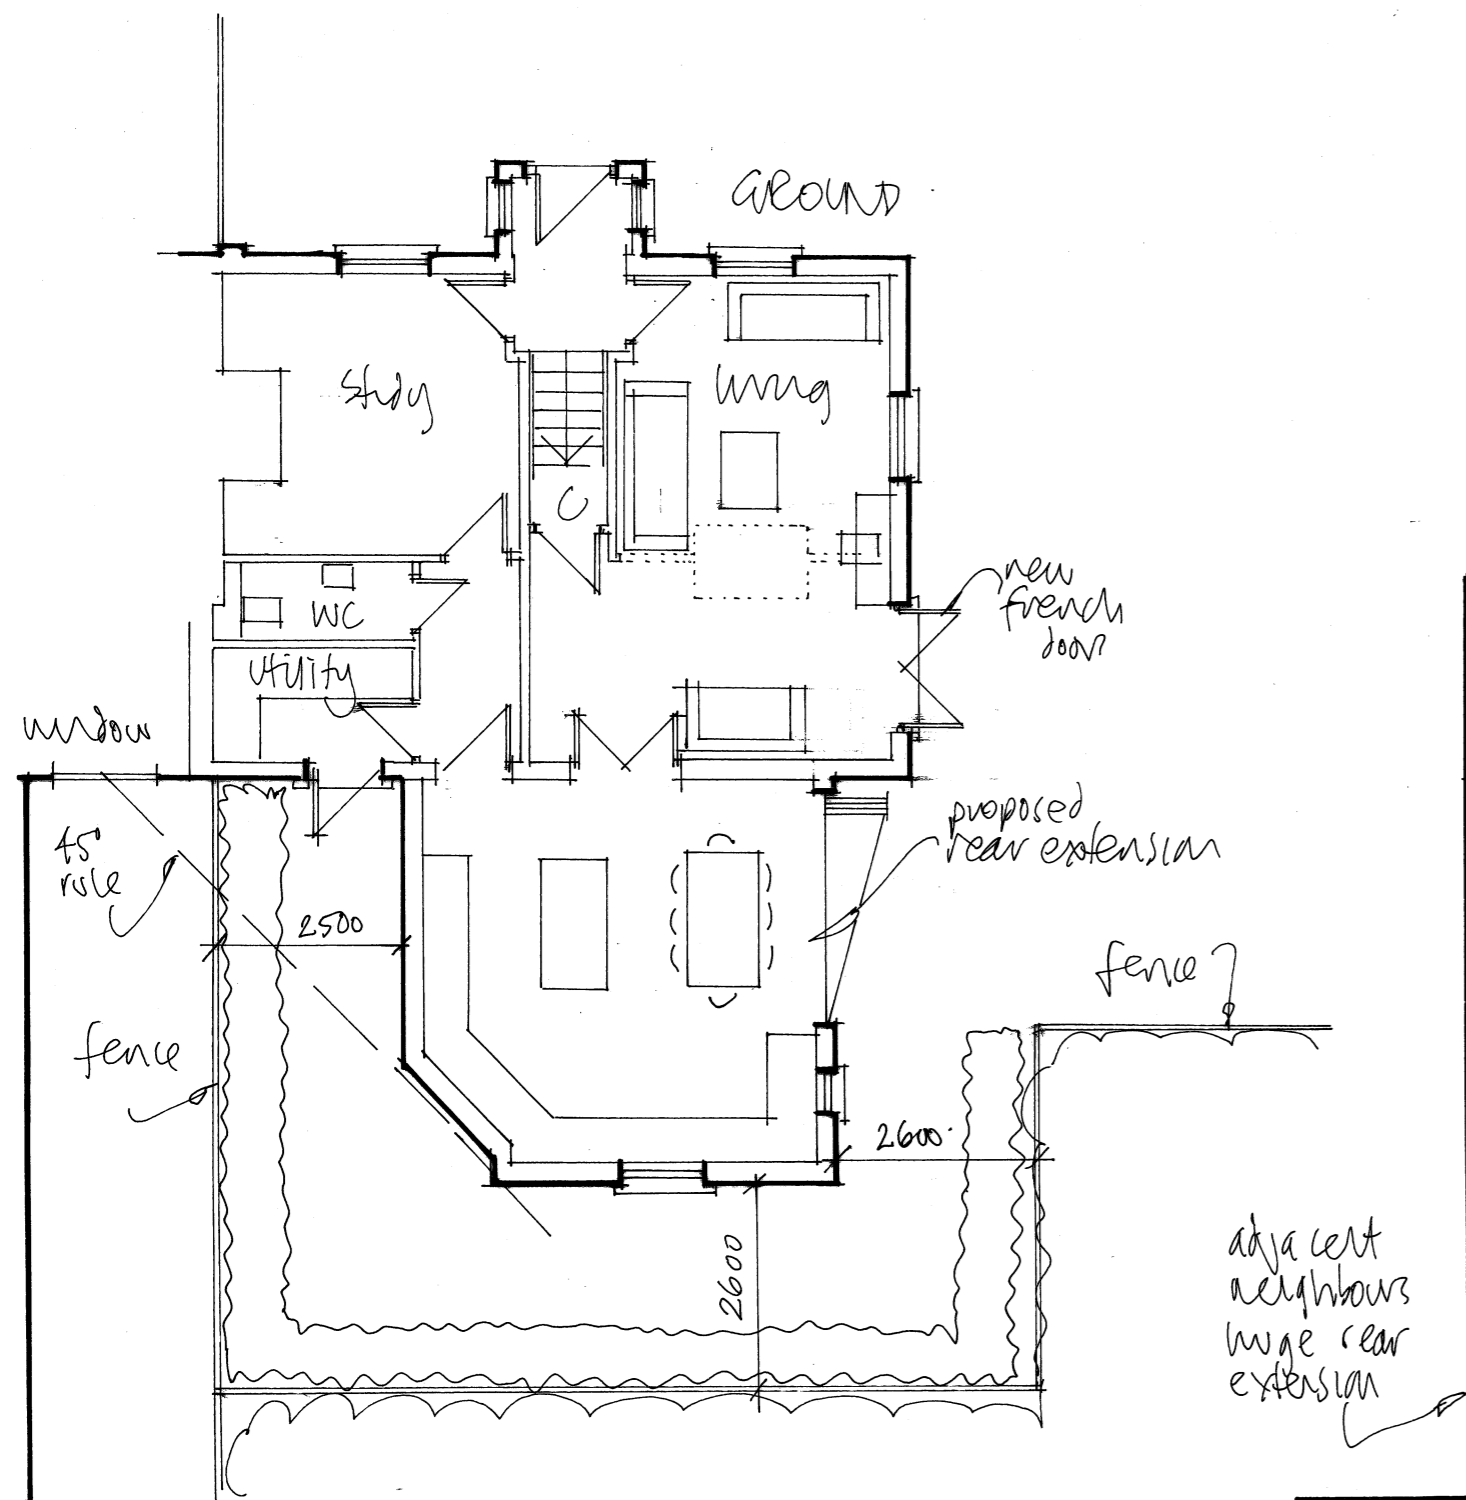 GROUND
study
living
C
new
french
door
WC
utility
window
proposed
rear extension
45°
rule
2500
fence
fence
2600
2600
adjacent
neighbours
huge rear
extension